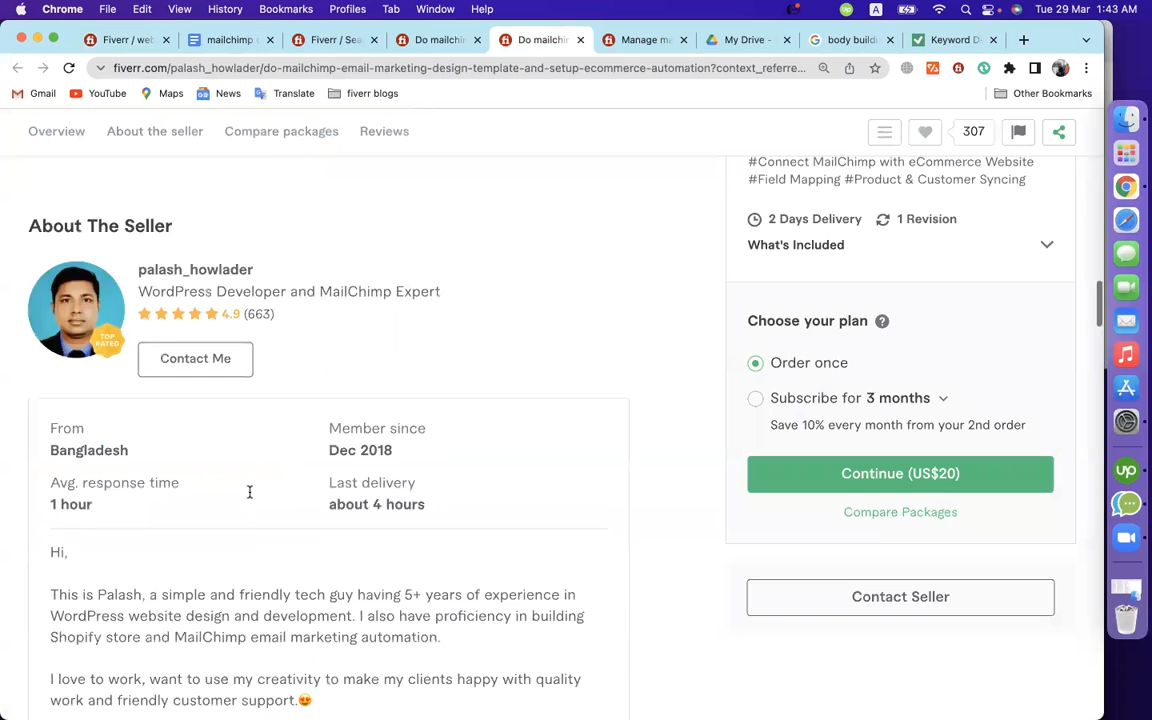 Chrome File Edit View History Bookmarks Profiles Tab Window Help A Tue 29 Mar 1:43 AM
Fiverr / web mailchimp Fiverr / Sea Do mailchim Do mailchim Manage ma My Drive - body build Keyword D
fiverr.com/palash_howlader/do-mailchimp-email-marketing-design-template-and-setup-ecommerce-automation?context_referre...
Gmail YouTube Maps News Translate fiverr blogs Other Bookmarks
Overview About the seller Compare packages Reviews 307
#Connect MailChimp with eCommerce Website
#Field Mapping #Product & Customer Syncing
2 Days Delivery 1 Revision
What's Included
About The Seller
palash_howlader
WordPress Developer and MailChimp Expert
4.9 (663)
TOP
RATED
Contact Me
Choose your plan ?
Order once
Subscribe for 3 months
Save 10% every month from your 2nd order
Continue (US$20)
Compare Packages
Contact Seller
From Member since
Bangladesh Dec 2018
Avg. response time Last delivery
1 hour about 4 hours
Hi,
This is Palash, a simple and friendly tech guy having 5+ years of experience in
WordPress website design and development. I also have proficiency in building
Shopify store and MailChimp email marketing automation.
I love to work, want to use my creativity to make my clients happy with quality
work and friendly customer support.😍
up